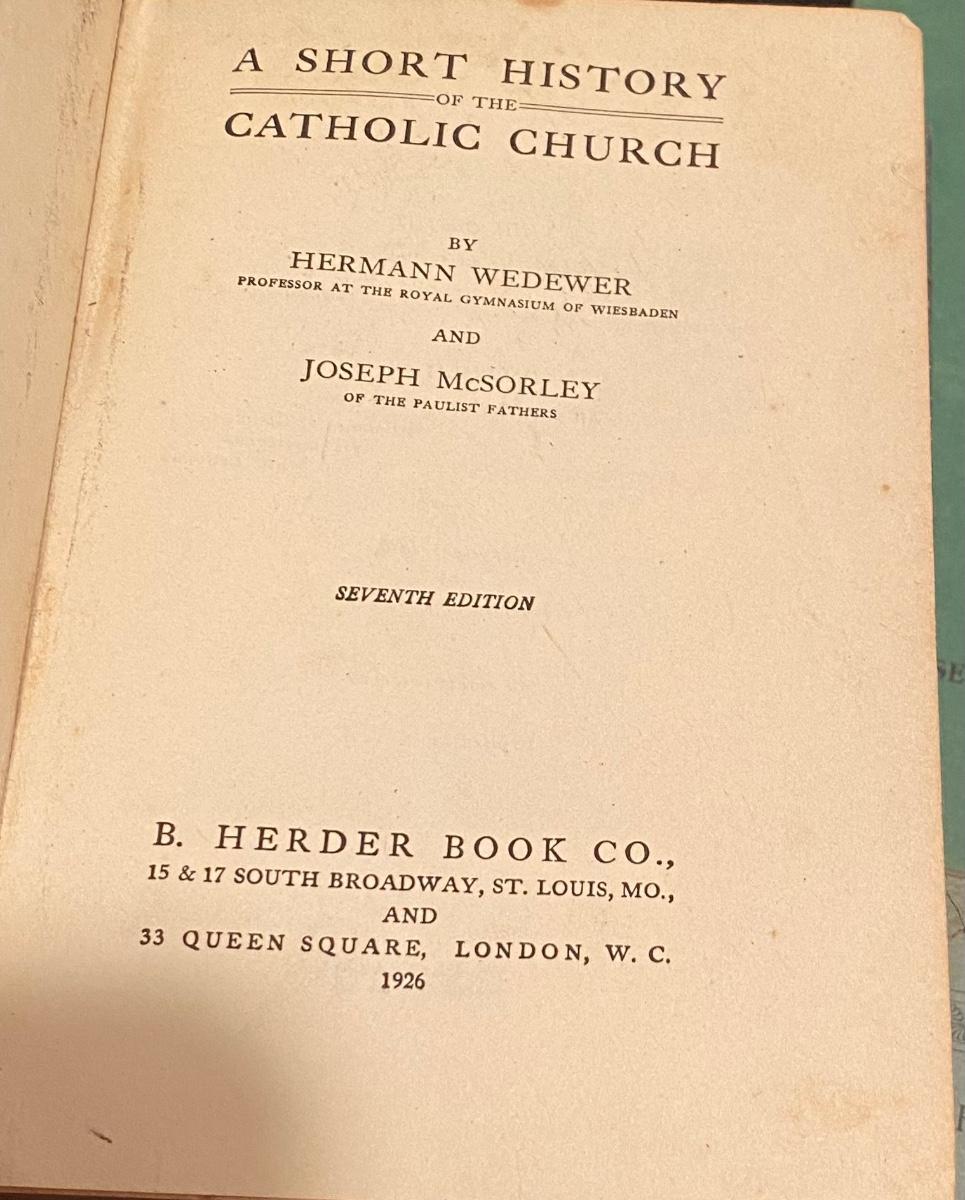 A SHORT HISTORY
OF THE
CATHOLIC CHURCH
BY
HERMANN WEDEWER
PROFESSOR AT THE ROYAL GYMNASIUM OF WIESBADEN
AND
JOSEPH McSORLEY
OF THE PAULIST FATHERS
SEVENTH EDITION
B. HERDER BOOK CO.,
15 & 17 SOUTH BROADWAY, ST. LOUIS, MO.,
AND
33 QUEEN SQUARE, LONDON, W. C.
1926
SE